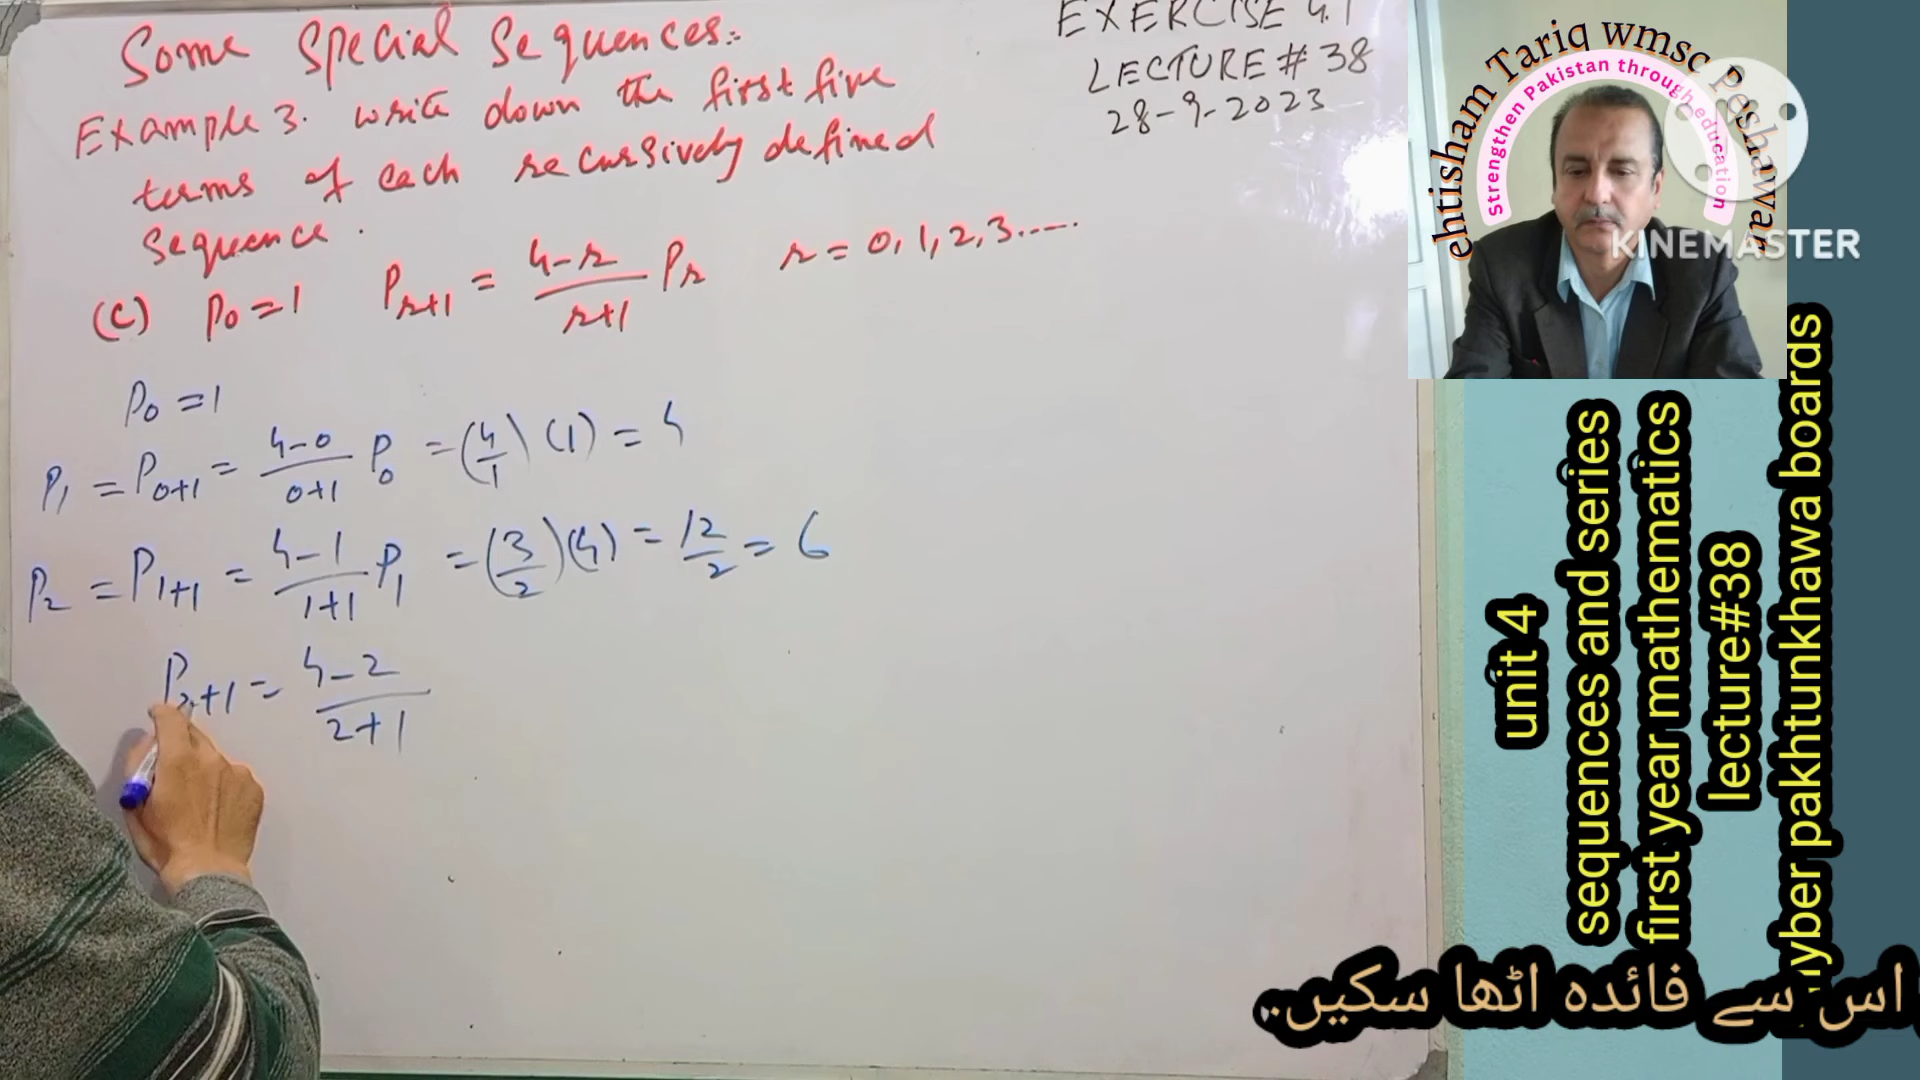 Some Special Sequences:-
Example 3. write down the first five
terms of each recursively defined
sequence.
(c) P₀ = 1 Pᵣ₊₁ = (4-r)/(r+1) Pᵣ r = 0, 1, 2, 3.....
P₀ = 1
P₁ = P₀₊₁ = (4-0)/(0+1) P₀ = (4/1)(1) = 4
P₂ = P₁₊₁ = (4-1)/(1+1) P₁ = (3/2)(4) = 12/2 = 6
P₂₊₁ = (4-2)/(2+1)
EXERCISE 4.1
LECTURE # 38
28-9-2023
ehtisham Tariq wmsc Peshawar
Strengthen Pakistan through education
KINEMASTER
unit 4
sequences and series
first year mathematics
lecture#38
yber pakhtunkhawa boards
اس سے فائدہ اٹھا سکیں..